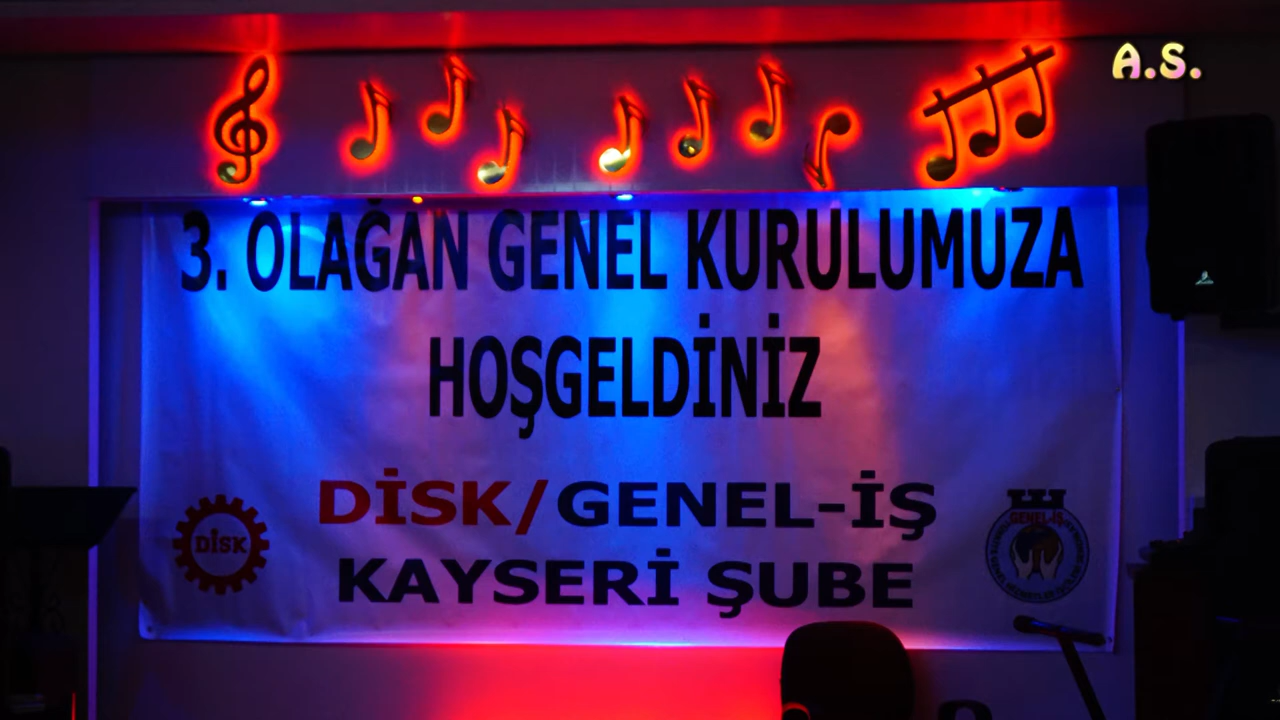 A.S.
3. OLAĞAN GENEL KURULUMUZA
HOŞGELDİNİZ
DİSK/GENEL-İŞ
KAYSERİ ŞUBE
DİSK
GENEL-İŞ